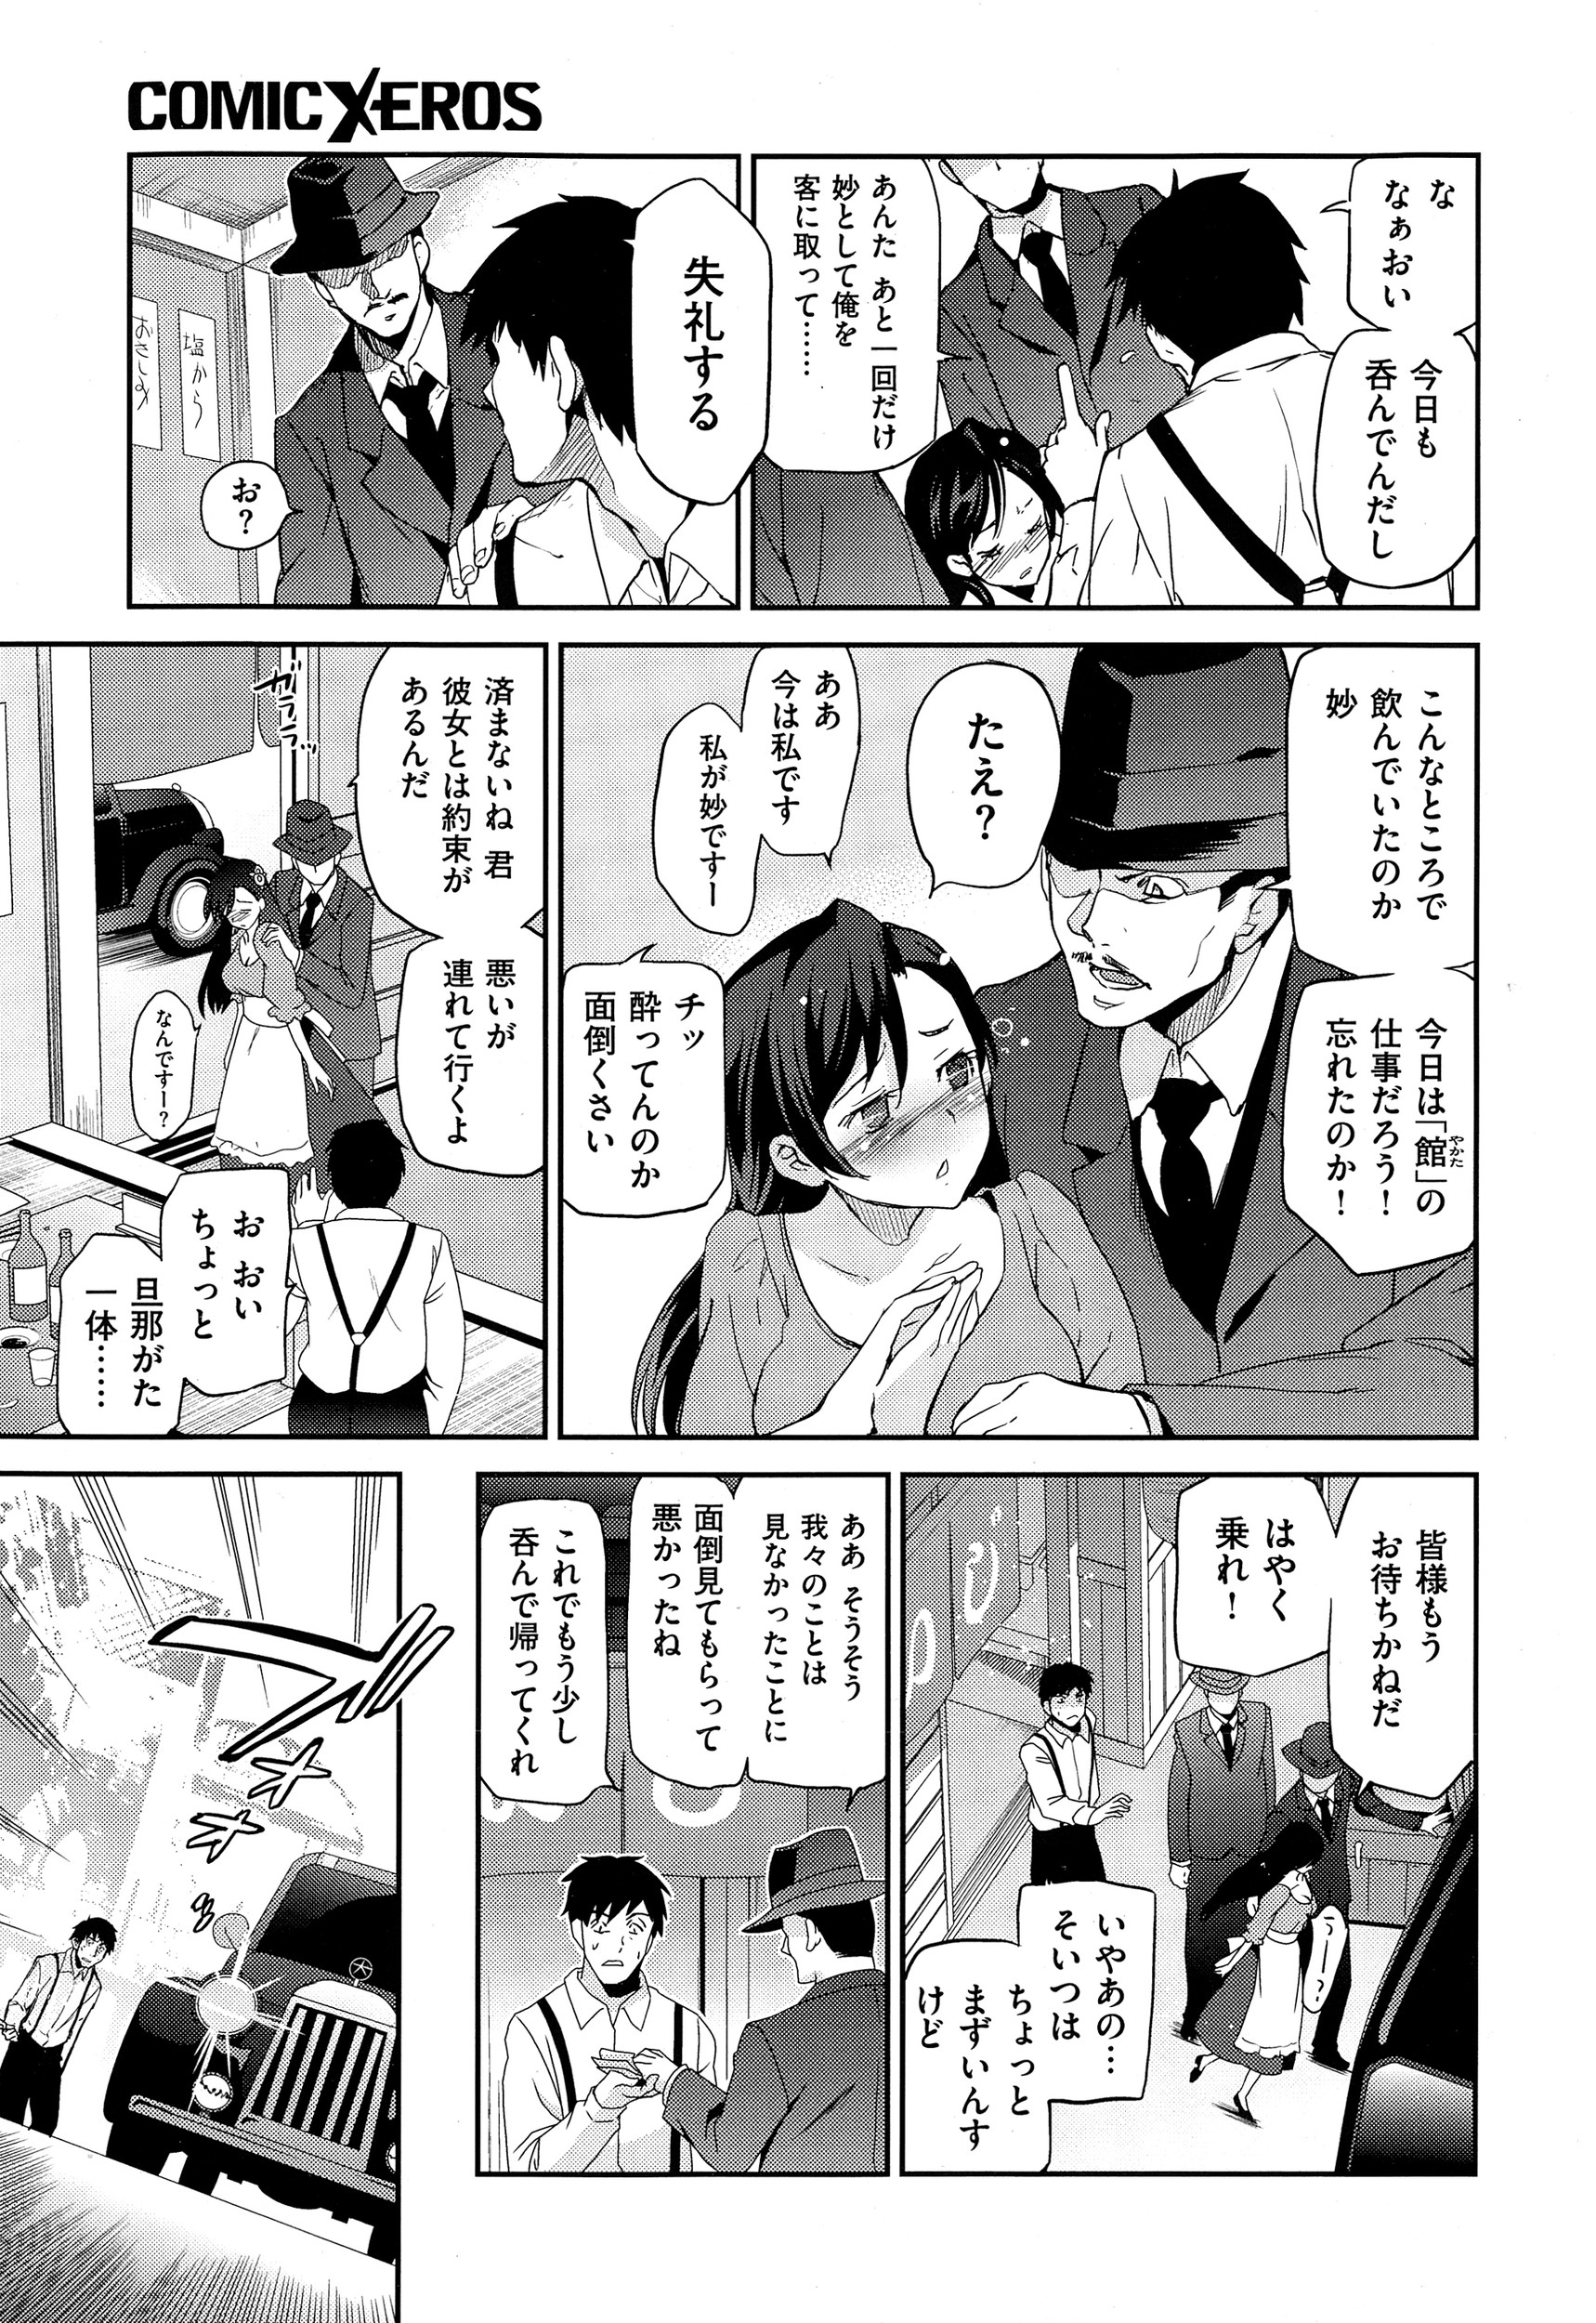 COMIC X-EROS
な
なぁおい
今日も
呑んでんだし
あんた あと一回だけ
妙として俺を
客に取って……
失礼する
塩から
おさしみ
お?
こんなところで
飲んでいたのか
妙
今日は「館」の
やかた
仕事だろう!
忘れたのか!
たえ?
ああ
今は私です
私が妙ですー
チッ
酔ってんのか
面倒くさい
済まないね 君
彼女とは約束が
あるんだ
悪いが
連れて行くよ
ガララッ
なんですー?
お おい
ちょっと
旦那がた
一体……
皆様もう
お待ちかねだ
はやく
乗れ!
うー?
いやあの…
そいつは
ちょっと
まずいんす
けど
ああ そうそう
我々のことは
見なかったことに
面倒見てもらって
悪かったね
これでもう少し
呑んで帰ってくれ